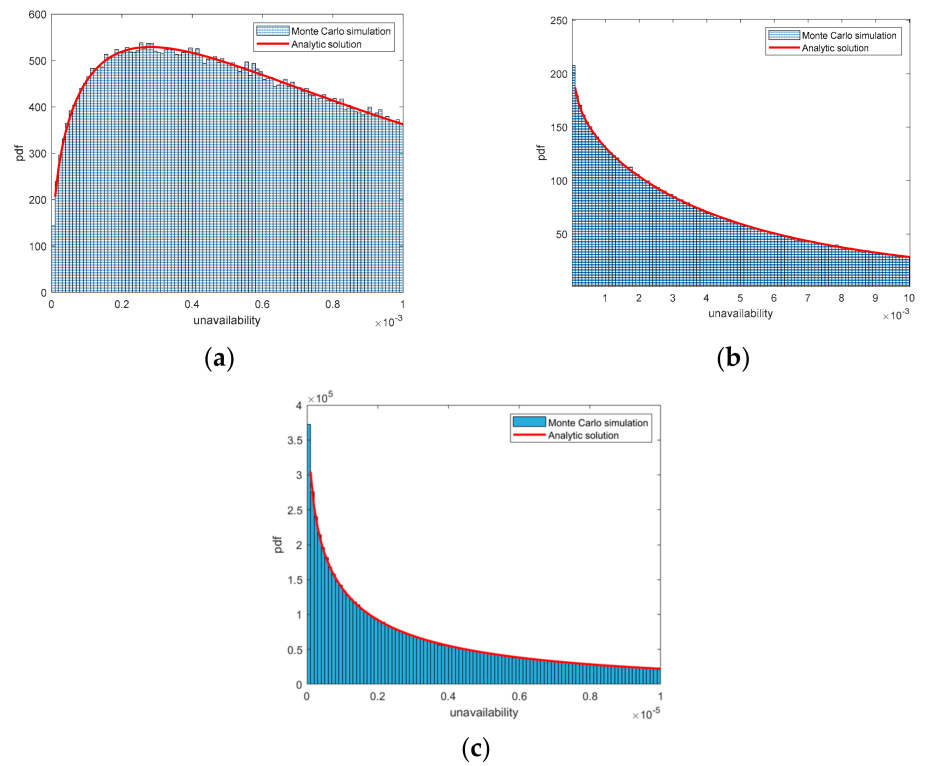 600
500
400
300
200
100
0
pdf
Monte Carlo simulation
Analytic solution
0 0.2 0.4 0.6 0.8 1
unavailability
×10⁻³
(a)
250
200
150
100
50
pdf
Monte Carlo simulation
Analytic solution
1 2 3 4 5 6 7 8 9 10
unavailability
×10⁻³
(b)
×10⁵
4
3.5
3
2.5
2
1.5
1
0.5
0
pdf
Monte Carlo simulation
Analytic solution
0 0.2 0.4 0.6 0.8 1
unavailability
×10⁻⁵
(c)